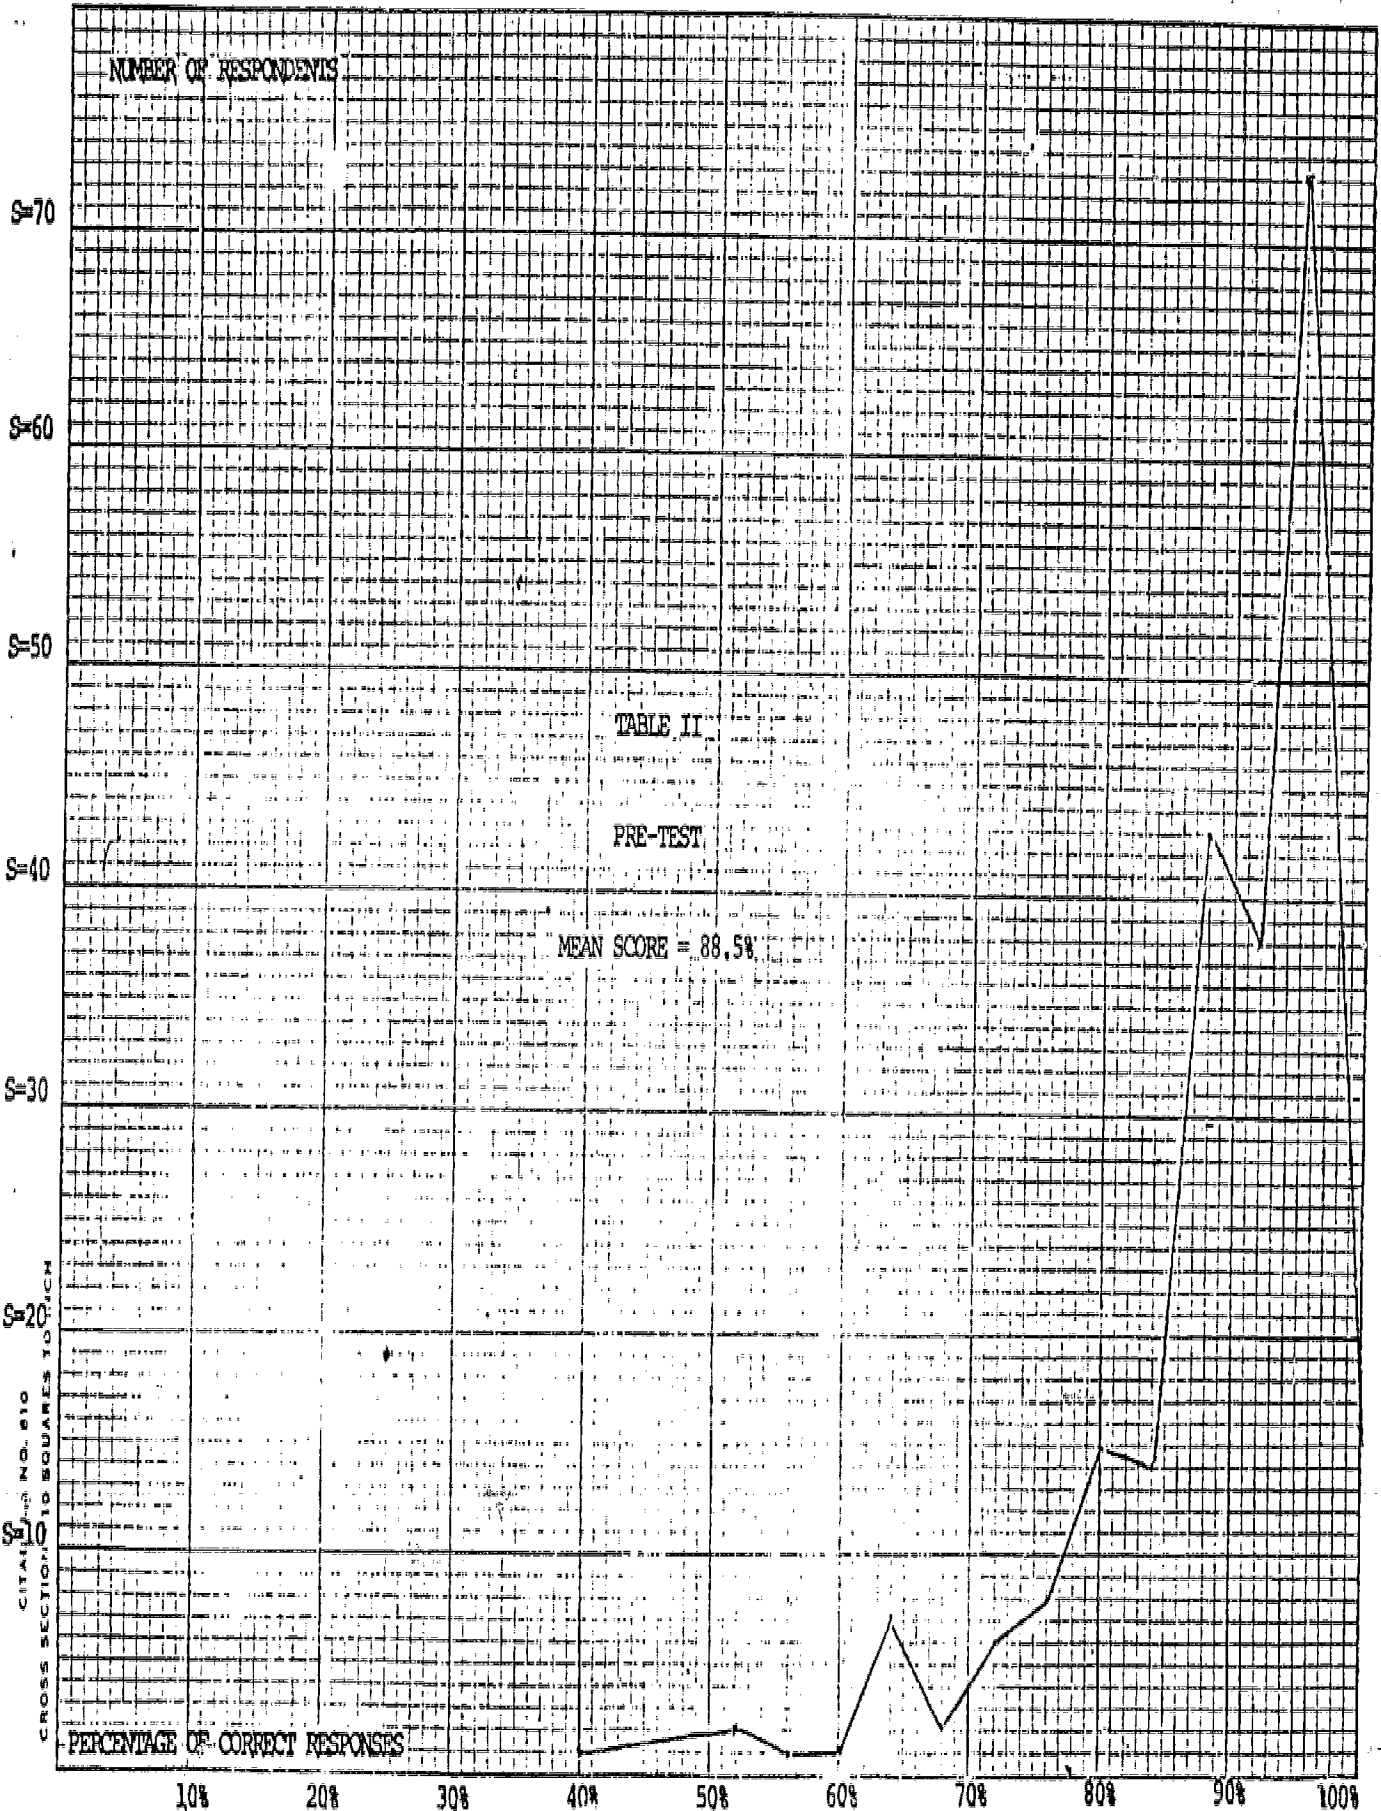 NUMBER OF RESPONDENTS
S=70
S=60
S=50
TABLE II
PRE-TEST
S=40
MEAN SCORE = 88.5%
S=30
S=20
S=10
CROSS SECTION 10 SQUARES TO INCH
PERCENTAGE OF CORRECT RESPONSES
10% 20% 30% 40% 50% 60% 70% 80% 90% 100%